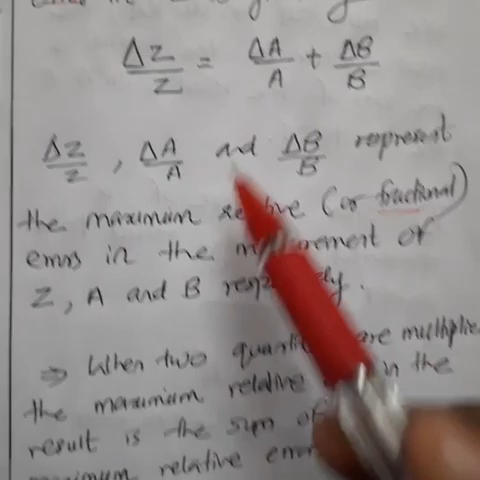 ΔZ/Z = ΔA/A + ΔB/B
ΔZ/Z , ΔA/A and ΔB/B represent
the maximum (or fractional)
errors in the of
Z, A and B
⇒ When two are
the maximum relative in the
result is the sum of
relative